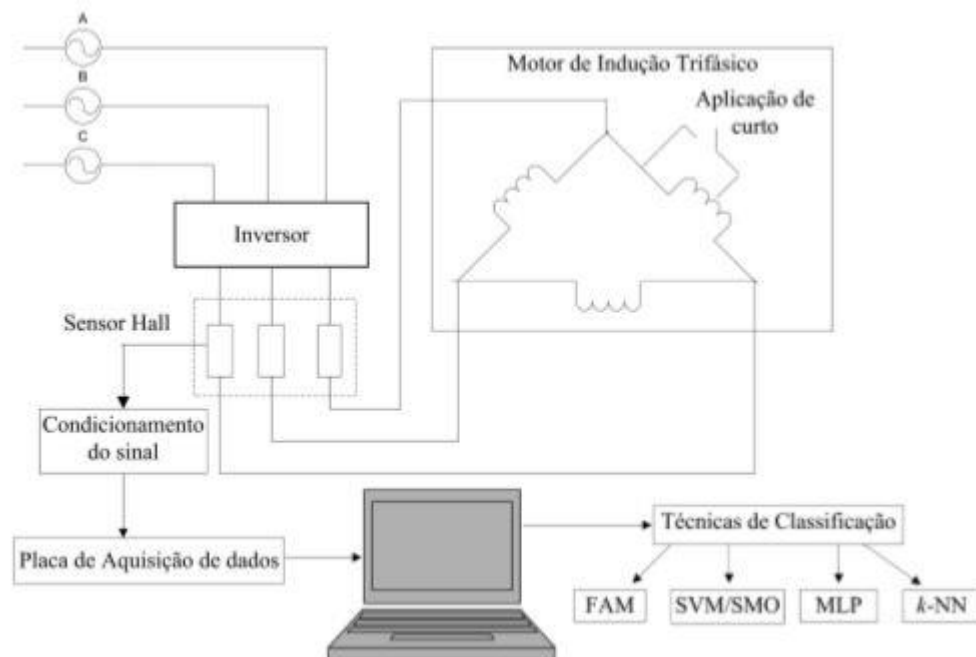 A
B
C
Inversor
Motor de Indução Trifásico
Aplicação de
curto
Sensor Hall
Condicionamento
do sinal
Placa de Aquisição de dados
Técnicas de Classificação
FAM
SVM/SMO
MLP
k-NN